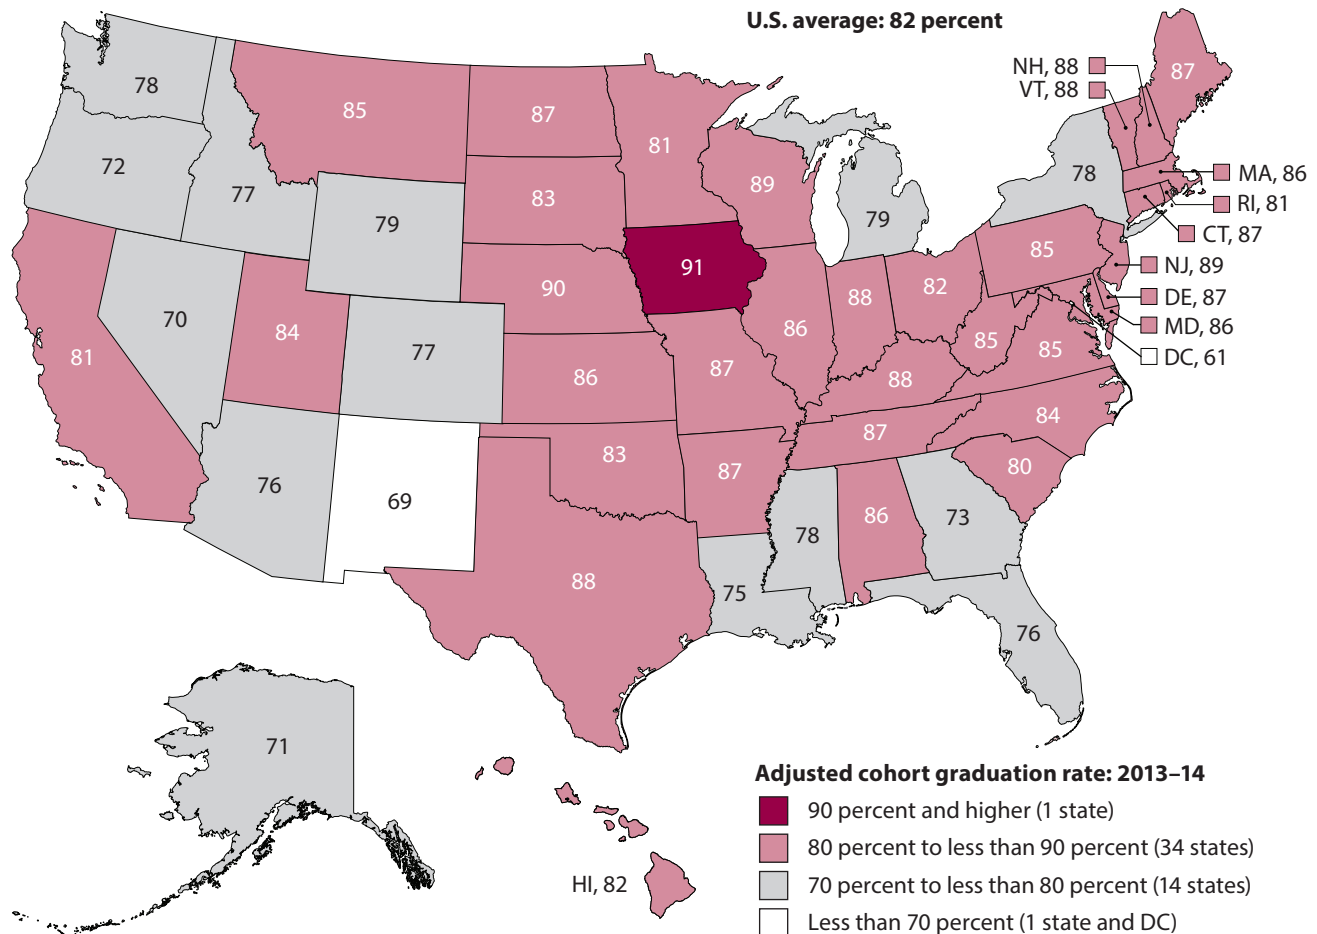 U.S. average: 82 percent
NH, 88
VT, 88
87
78
85
87
81
89
72
77
79
83
79
78
MA, 86
RI, 81
CT, 87
NJ, 89
DE, 87
MD, 86
DC, 61
81
70
84
77
90
91
86
88
82
85
85
85
86
87
88
84
76
69
83
87
87
80
88
75
78
86
73
76
71
HI, 82
Adjusted cohort graduation rate: 2013–14
90 percent and higher (1 state)
80 percent to less than 90 percent (34 states)
70 percent to less than 80 percent (14 states)
Less than 70 percent (1 state and DC)